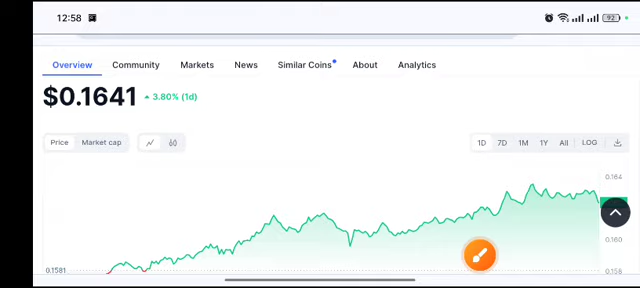 12:58
92
Overview Community Markets News Similar Coins About Analytics
$0.1641 3.80% (1d)
Price Market cap 1D 7D 1M 1Y All LOG
0.164
0.160
0.1581 0.158